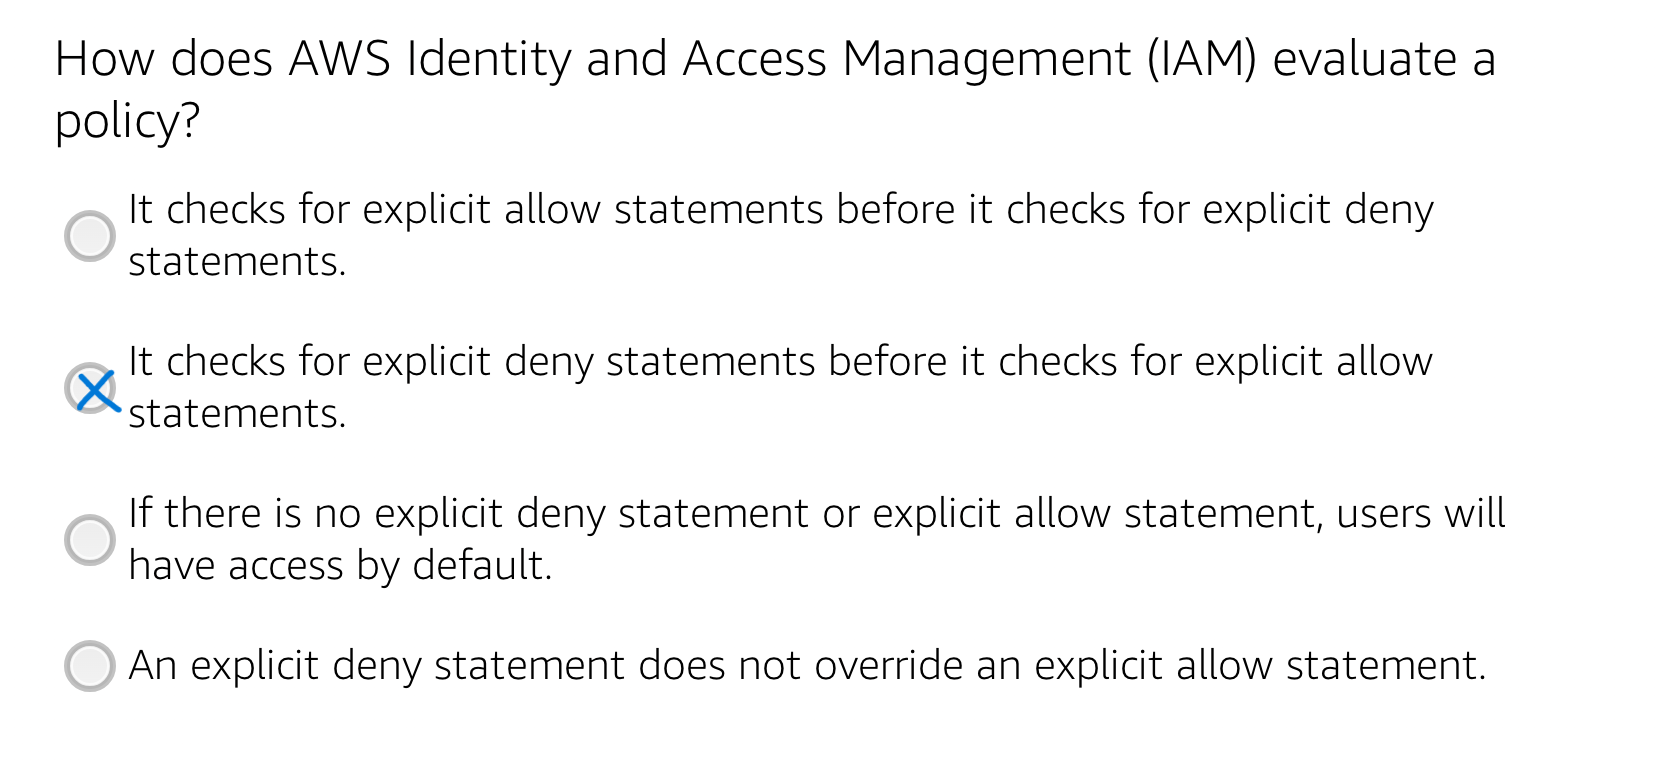 How does AWS Identity and Access Management (IAM) evaluate a
policy?
It checks for explicit allow statements before it checks for explicit deny
statements.
It checks for explicit deny statements before it checks for explicit allow
statements.
If there is no explicit deny statement or explicit allow statement, users will
have access by default.
An explicit deny statement does not override an explicit allow statement.